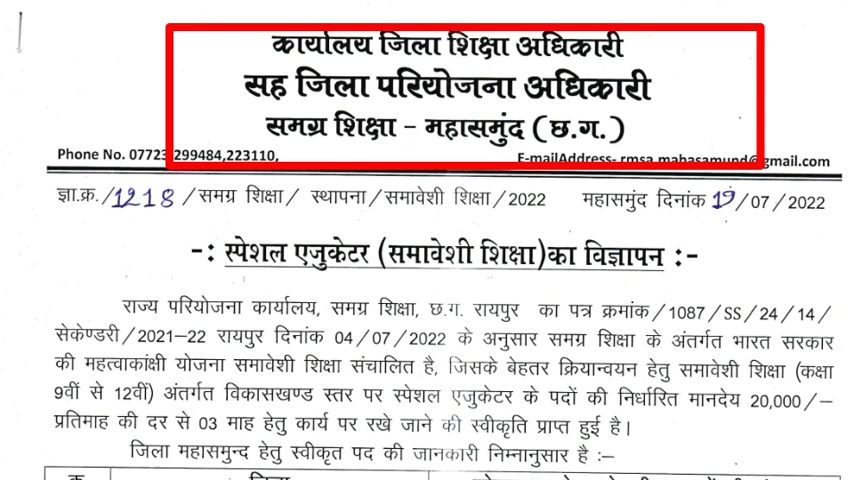 कार्यालय जिला शिक्षा अधिकारी
सह जिला परियोजना अधिकारी
समग्र शिक्षा - महासमुंद (छ.ग.)
Phone No. 07723 299484,223110, E-mailAddress- rmsa.mahasamund@gmail.com
ज्ञा.क्र./1218 /समग्र शिक्षा/ स्थापना/समावेशी शिक्षा/2022 महासमुंद दिनांक 19/07/2022
-: स्पेशल एजुकेटर (समावेशी शिक्षा)का विज्ञापन :-
राज्य परियोजना कार्यालय, समग्र शिक्षा, छ.ग. रायपुर का पत्र क्रमांक/1087/SS/24/14/
सेकेण्डरी/2021-22 रायपुर दिनांक 04/07/2022 के अनुसार समग्र शिक्षा के अंतर्गत भारत सरकार
की महत्वाकांक्षी योजना समावेशी शिक्षा संचालित है, जिसके बेहतर क्रियान्वयन हेतु समावेशी शिक्षा (कक्षा
9वीं से 12वीं) अंतर्गत विकासखण्ड स्तर पर स्पेशल एजुकेटर के पदों की निर्धारित मानदेय 20,000/-
प्रतिमाह की दर से 03 माह हेतु कार्य पर रखे जाने की स्वीकृति प्राप्त हुई है।
जिला महासमुन्द हेतु स्वीकृत पद की जानकारी निम्नानुसार है :-